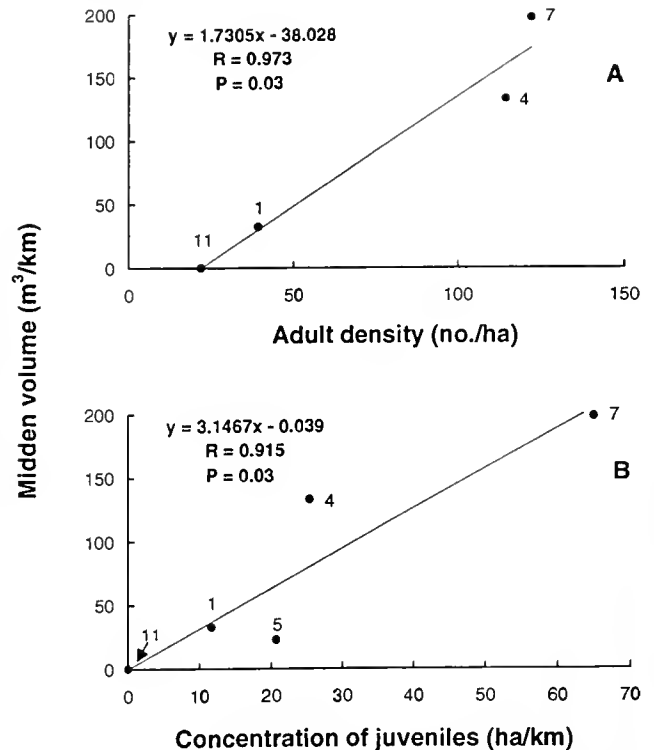 200
150
100
50
0
y = 1.7305x - 38.028
R = 0.973
P = 0.03
7
4
1
11
A
0 50 100 150
Adult density (no./ha)
Midden volume (m³/km)
200
150
100
50
0
y = 3.1467x - 0.039
R = 0.915
P = 0.03
7
4
1
5
11
B
0 10 20 30 40 50 60 70
Concentration of juveniles (ha/km)